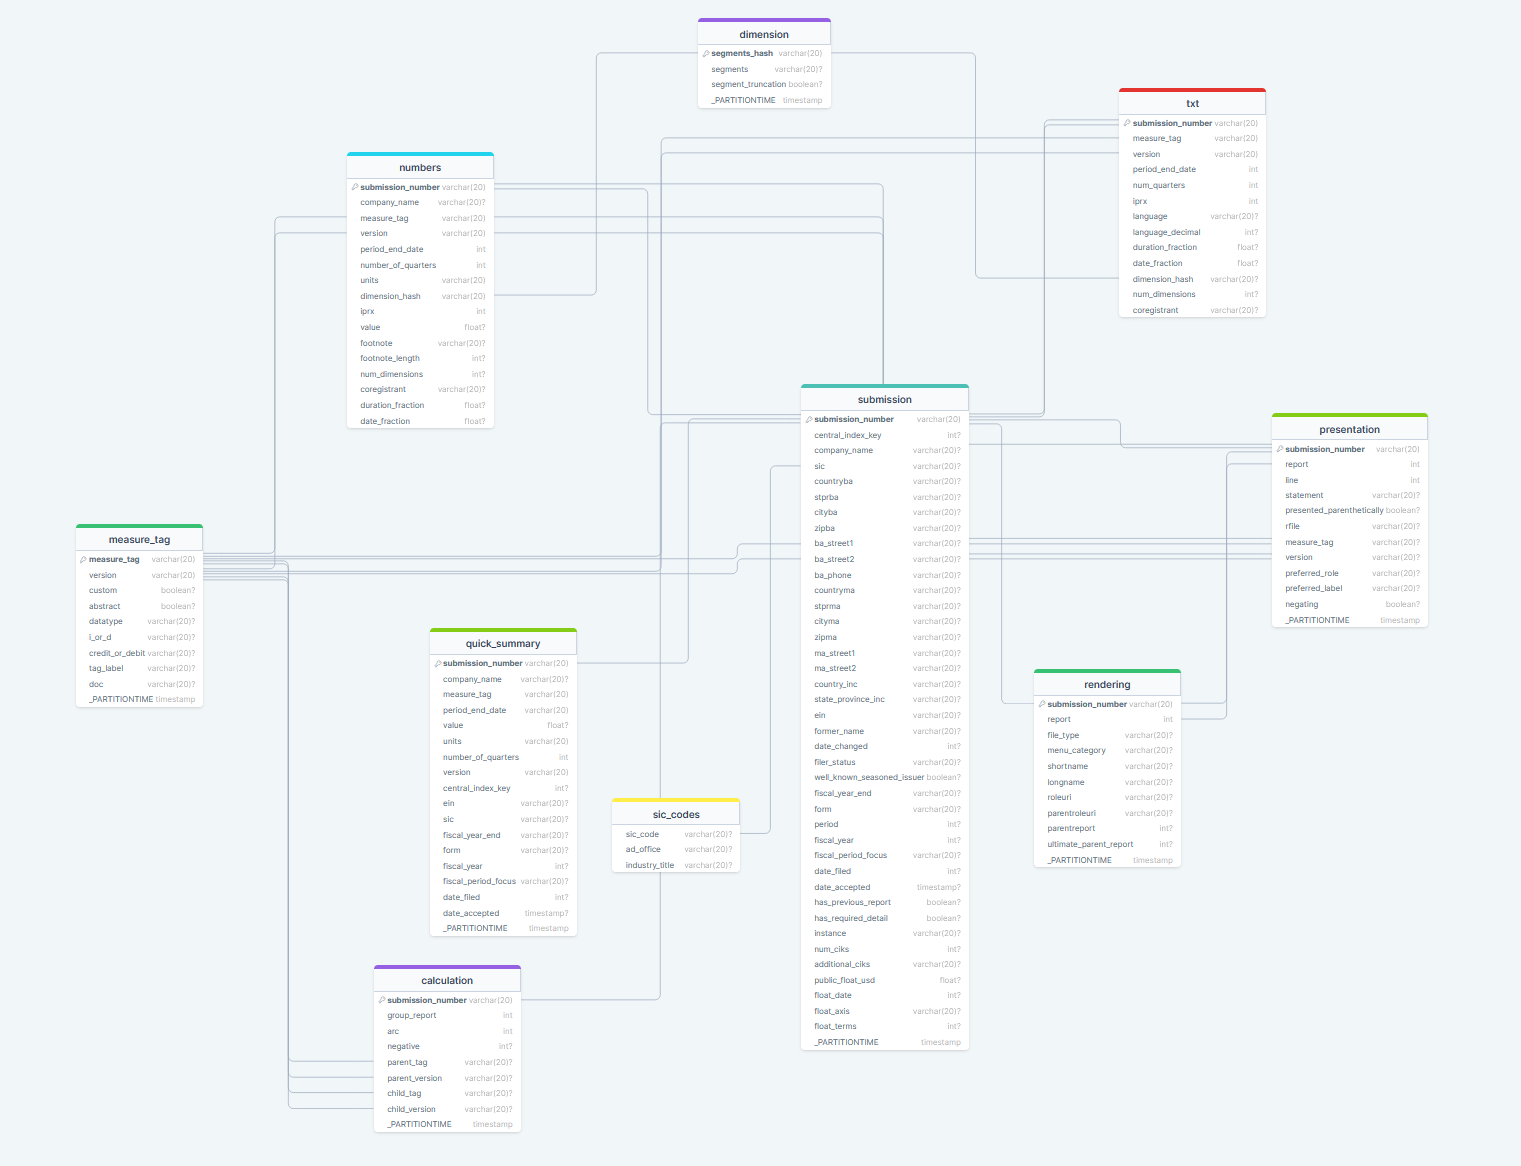 dimension
segments_hash varchar(20)
segments varchar(20)?
segment_truncation boolean?
_PARTITIONTIME timestamp
txt
submission_number varchar(20)
measure_tag varchar(20)
version varchar(20)
period_end_date int
num_quarters int
iprx int
language varchar(20)?
language_decimal int?
duration_fraction float?
date_fraction float?
dimension_hash varchar(20)?
num_dimensions int?
coregistrant varchar(20)?
numbers
submission_number varchar(20)
company_name varchar(20)?
measure_tag varchar(20)
version varchar(20)
period_end_date int
number_of_quarters int
units varchar(20)
dimension_hash varchar(20)
iprx int
value float?
footnote varchar(20)?
footnote_length int?
num_dimensions int?
coregistrant varchar(20)?
duration_fraction float?
date_fraction float?
submission
submission_number varchar(20)
central_index_key int?
company_name varchar(20)?
sic varchar(20)?
countryba varchar(20)?
stprba varchar(20)?
cityba varchar(20)?
zipba varchar(20)?
ba_street1 varchar(20)?
ba_street2 varchar(20)?
ba_phone varchar(20)?
countryma varchar(20)?
stprma varchar(20)?
cityma varchar(20)?
zipma varchar(20)?
ma_street1 varchar(20)?
ma_street2 varchar(20)?
country_inc varchar(20)?
state_province_inc varchar(20)?
ein varchar(20)?
former_name varchar(20)?
date_changed int?
filer_status varchar(20)?
well_known_seasoned_issuer boolean?
fiscal_year_end varchar(20)?
form varchar(20)?
period int?
fiscal_year int?
fiscal_period_focus varchar(20)?
date_filed int?
date_accepted timestamp?
has_previous_report boolean?
has_required_detail boolean?
instance varchar(20)?
num_ciks int?
additional_ciks varchar(20)?
public_float_usd float?
float_date int?
float_axis varchar(20)?
float_terms int?
_PARTITIONTIME timestamp
presentation
submission_number varchar(20)
report int
line int
statement varchar(20)?
presented_parenthetically boolean?
rfile varchar(20)?
measure_tag varchar(20)?
version varchar(20)?
preferred_role varchar(20)?
preferred_label varchar(20)?
negating boolean?
_PARTITIONTIME timestamp
measure_tag
measure_tag varchar(20)
version varchar(20)
custom boolean?
abstract boolean?
datatype varchar(20)?
i_or_d varchar(20)?
credit_or_debit varchar(20)?
tag_label varchar(20)?
doc varchar(20)?
_PARTITIONTIME timestamp
quick_summary
submission_number varchar(20)
company_name varchar(20)?
measure_tag varchar(20)
period_end_date varchar(20)
value float?
units varchar(20)
number_of_quarters int
version varchar(20)
central_index_key int?
ein varchar(20)?
sic varchar(20)?
fiscal_year_end varchar(20)?
form varchar(20)?
fiscal_year int?
fiscal_period_focus varchar(20)?
date_filed int?
date_accepted timestamp?
_PARTITIONTIME timestamp
rendering
submission_number varchar(20)
report int
file_type varchar(20)?
menu_category varchar(20)?
shortname varchar(20)?
longname varchar(20)?
roleuri varchar(20)?
parentroleuri varchar(20)?
parentreport int?
ultimate_parent_report int?
_PARTITIONTIME timestamp
sic_codes
sic_code varchar(20)?
ad_office varchar(20)?
industry_title varchar(20)?
calculation
submission_number varchar(20)
group_report int
arc int
negative int?
parent_tag varchar(20)?
parent_version varchar(20)?
child_tag varchar(20)?
child_version varchar(20)?
_PARTITIONTIME timestamp